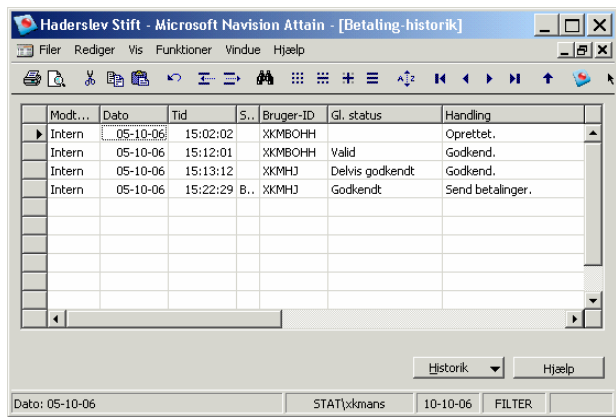 Haderslev Stift - Microsoft Navision Attain - [Betaling-historik]
Filer Rediger Vis Funktioner Vindue Hjælp
Modt... Dato Tid S.. Bruger-ID Gl. status Handling
Intern 05-10-06 15:02:02 XKMBOHH Oprettet.
Intern 05-10-06 15:12:01 XKMBOHH Valid Godkend.
Intern 05-10-06 15:13:12 XKMHJ Delvis godkendt Godkend.
Intern 05-10-06 15:22:29 B.. XKMHJ Godkendt Send betalinger.
Historik Hjælp
Dato: 05-10-06 STAT\xkmans 10-10-06 FILTER